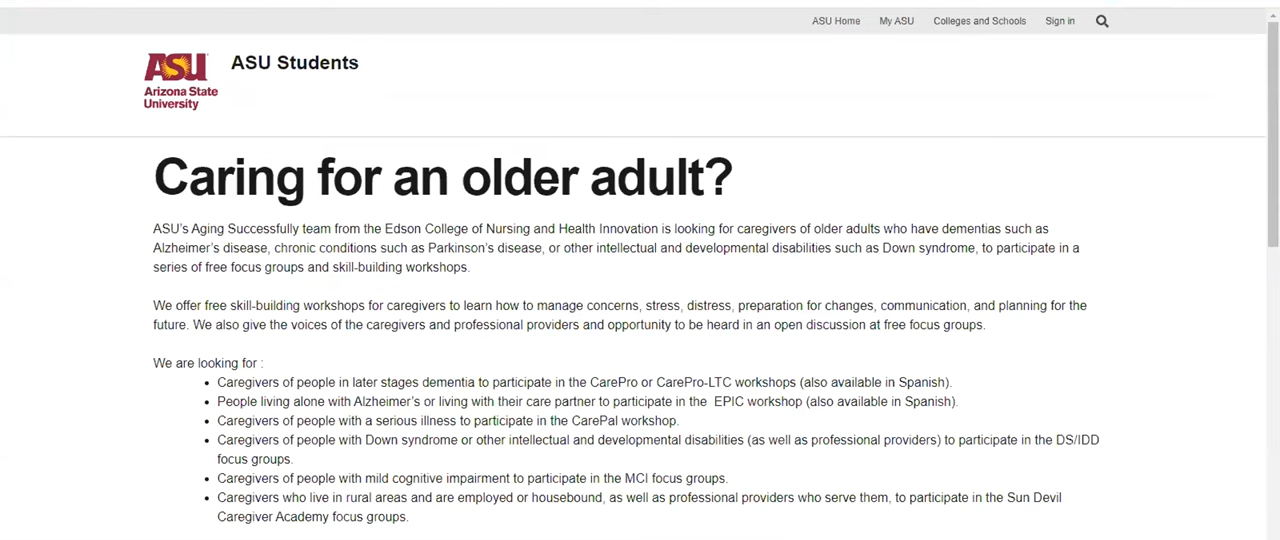 ASU Home My ASU Colleges and Schools Sign in
ASU
Arizona State
University
ASU Students
Caring for an older adult?
ASU's Aging Successfully team from the Edson College of Nursing and Health Innovation is looking for caregivers of older adults who have dementias such as
Alzheimer's disease, chronic conditions such as Parkinson's disease, or other intellectual and developmental disabilities such as Down syndrome, to participate in a
series of free focus groups and skill-building workshops.
We offer free skill-building workshops for caregivers to learn how to manage concerns, stress, distress, preparation for changes, communication, and planning for the
future. We also give the voices of the caregivers and professional providers and opportunity to be heard in an open discussion at free focus groups.
We are looking for :
• Caregivers of people in later stages dementia to participate in the CarePro or CarePro-LTC workshops (also available in Spanish).
• People living alone with Alzheimer's or living with their care partner to participate in the EPIC workshop (also available in Spanish).
• Caregivers of people with a serious illness to participate in the CarePal workshop.
• Caregivers of people with Down syndrome or other intellectual and developmental disabilities (as well as professional providers) to participate in the DS/IDD
focus groups.
• Caregivers of people with mild cognitive impairment to participate in the MCI focus groups.
• Caregivers who live in rural areas and are employed or housebound, as well as professional providers who serve them, to participate in the Sun Devil
Caregiver Academy focus groups.